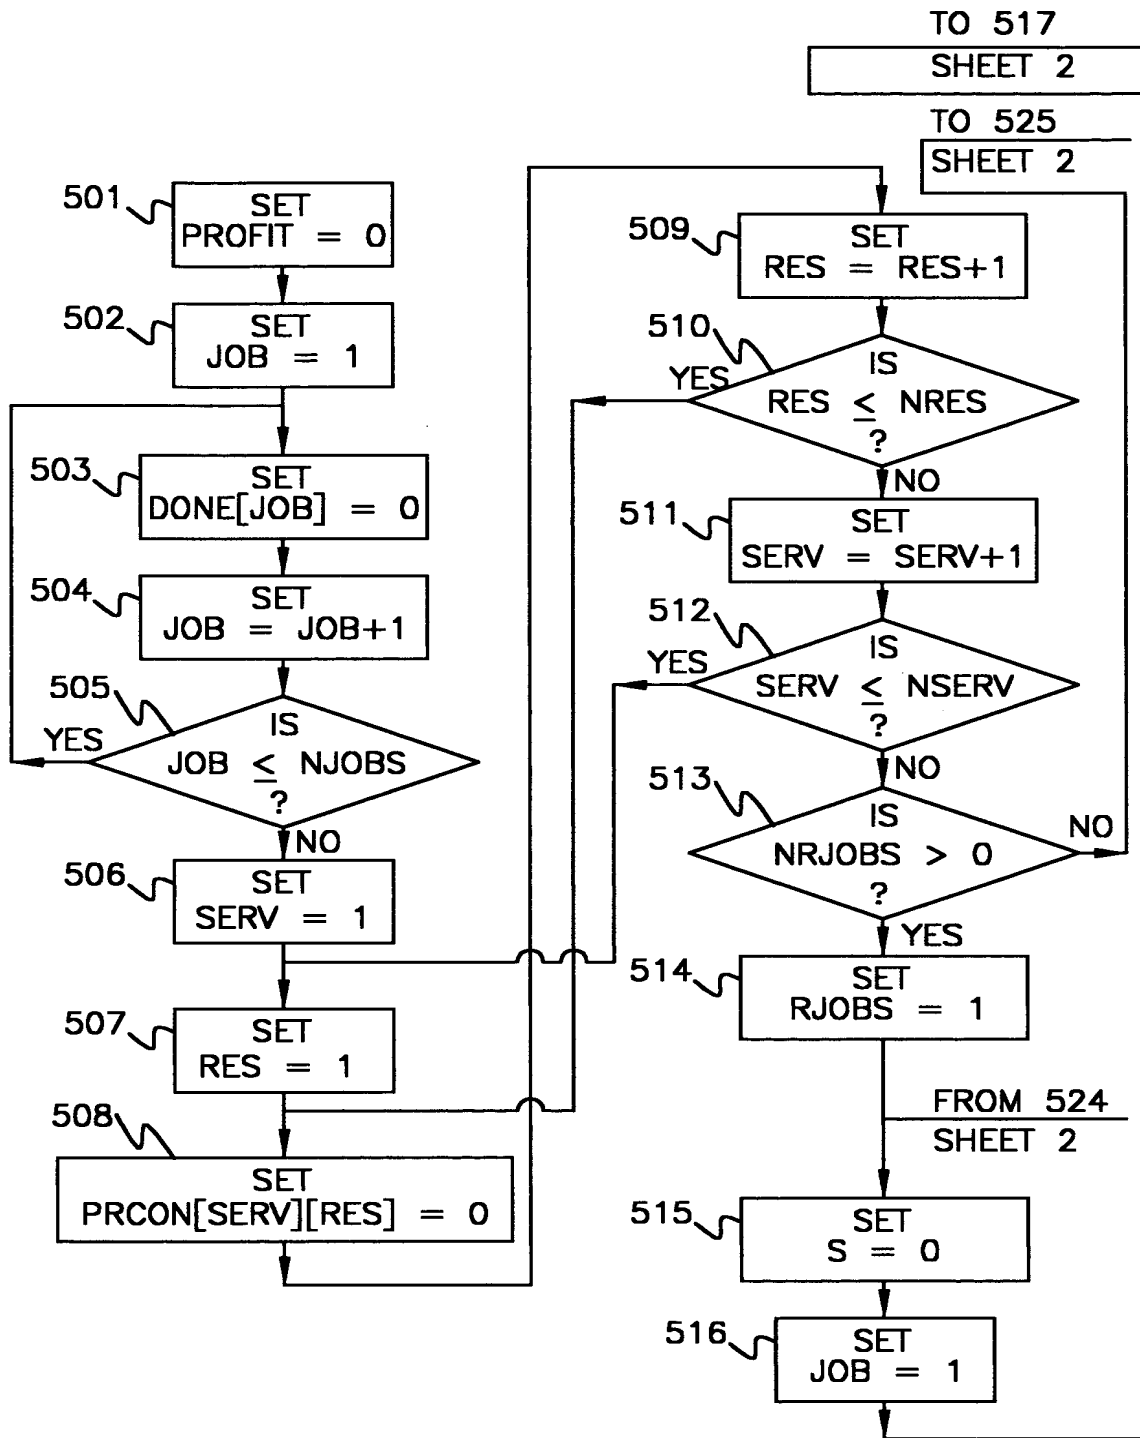 TO 517
SHEET 2
TO 525
SHEET 2
501
SET
PROFIT = 0
502
SET
JOB = 1
503
SET
DONE[JOB] = 0
504
SET
JOB = JOB+1
505
IS
JOB ≤ NJOBS
?
YES
NO
506
SET
SERV = 1
507
SET
RES = 1
508
SET
PRCON[SERV][RES] = 0
509
SET
RES = RES+1
510
IS
RES ≤ NRES
?
YES
NO
511
SET
SERV = SERV+1
512
IS
SERV ≤ NSERV
?
YES
NO
513
IS
NRJOBS > 0
?
NO
YES
514
SET
RJOBS = 1
FROM 524
SHEET 2
515
SET
S = 0
516
SET
JOB = 1